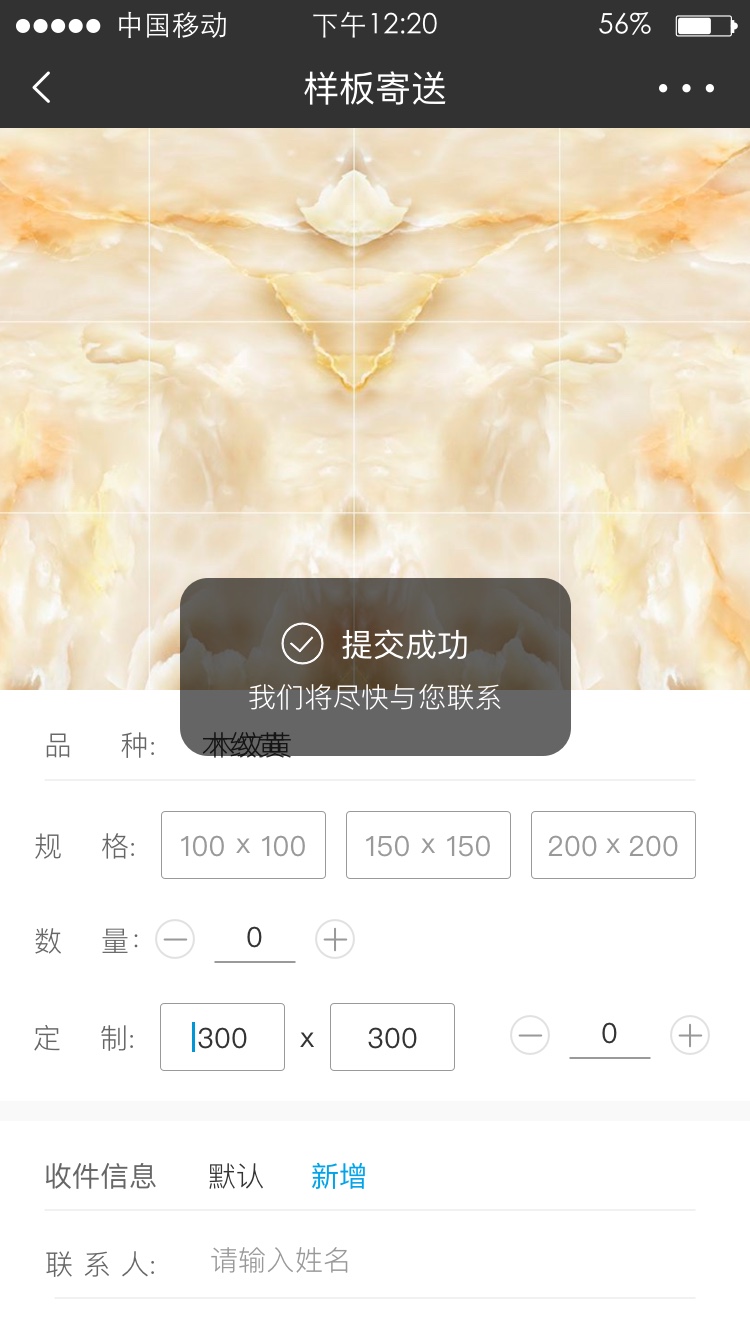 中国移动 下午12:20 56%
样板寄送
提交成功
我们将尽快与您联系
品 种: 木纹黄
规 格: 100 x 100 150 x 150 200 x 200
数 量: 0
定 制: 300 x 300 0
收件信息 默认 新增
联 系 人: 请输入姓名